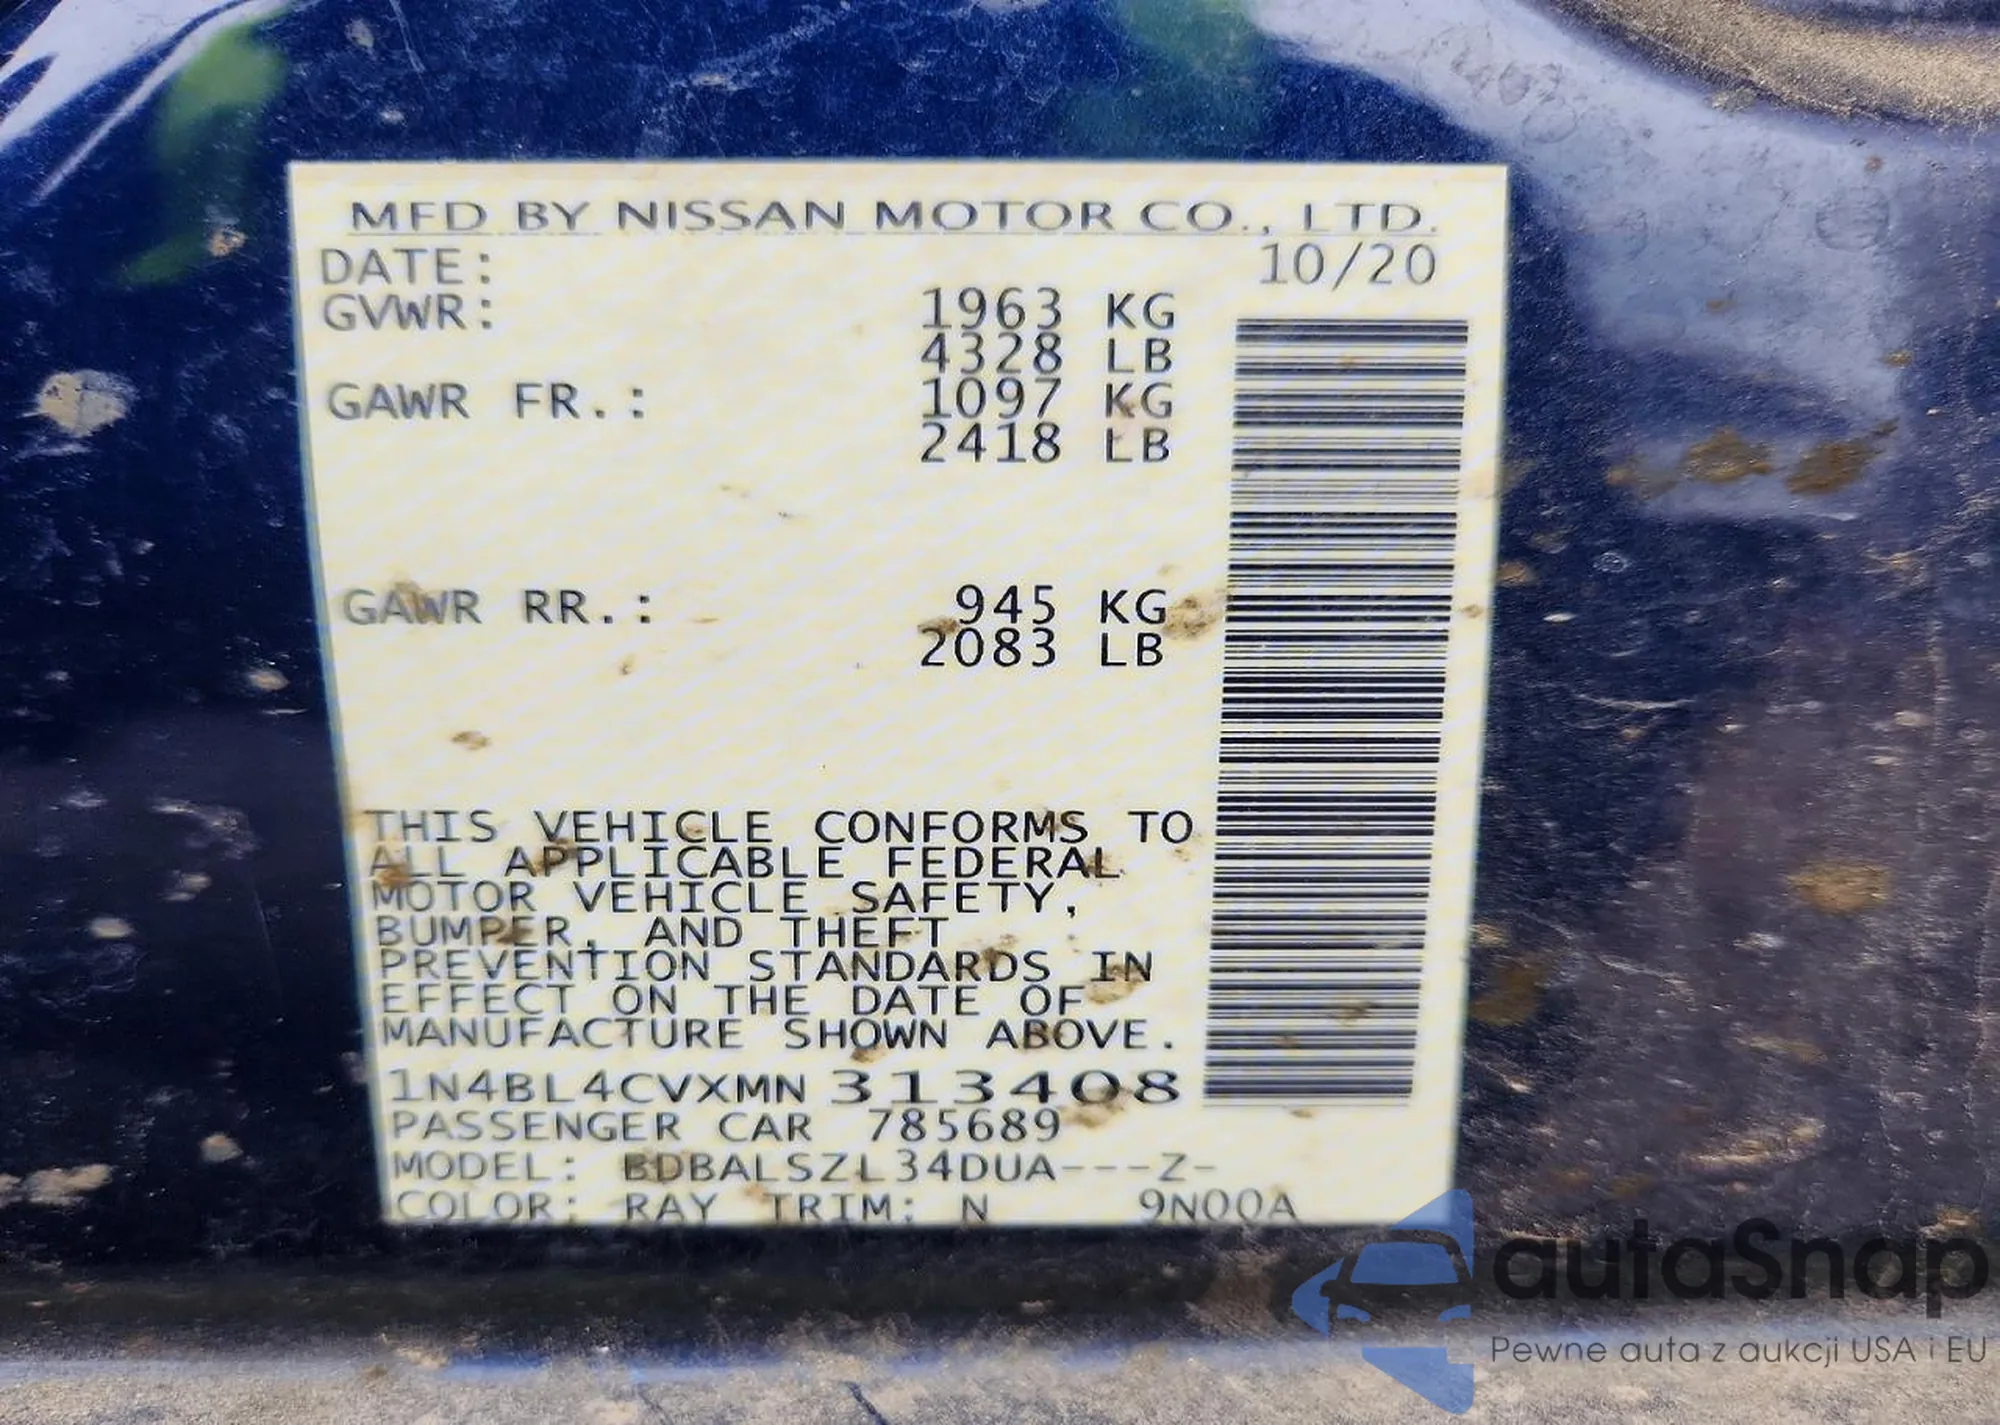 MFD BY NISSAN MOTOR CO., LTD.
DATE: 10/20
GVWR: 1963 KG
4328 LB
GAWR FR.: 1097 KG
2418 LB
GAWR RR.: 945 KG
2083 LB
THIS VEHICLE CONFORMS TO
ALL APPLICABLE FEDERAL
MOTOR VEHICLE SAFETY,
BUMPER, AND THEFT
PREVENTION STANDARDS IN
EFFECT ON THE DATE OF
MANUFACTURE SHOWN ABOVE.
1N4BL4CVXMN313408
PASSENGER CAR 785689
MODEL: BDBALSZL34DUA---Z-
COLOR: RAY TRIM: N 9N00A
autaSnap
Pewne auta z aukcji USA i EU